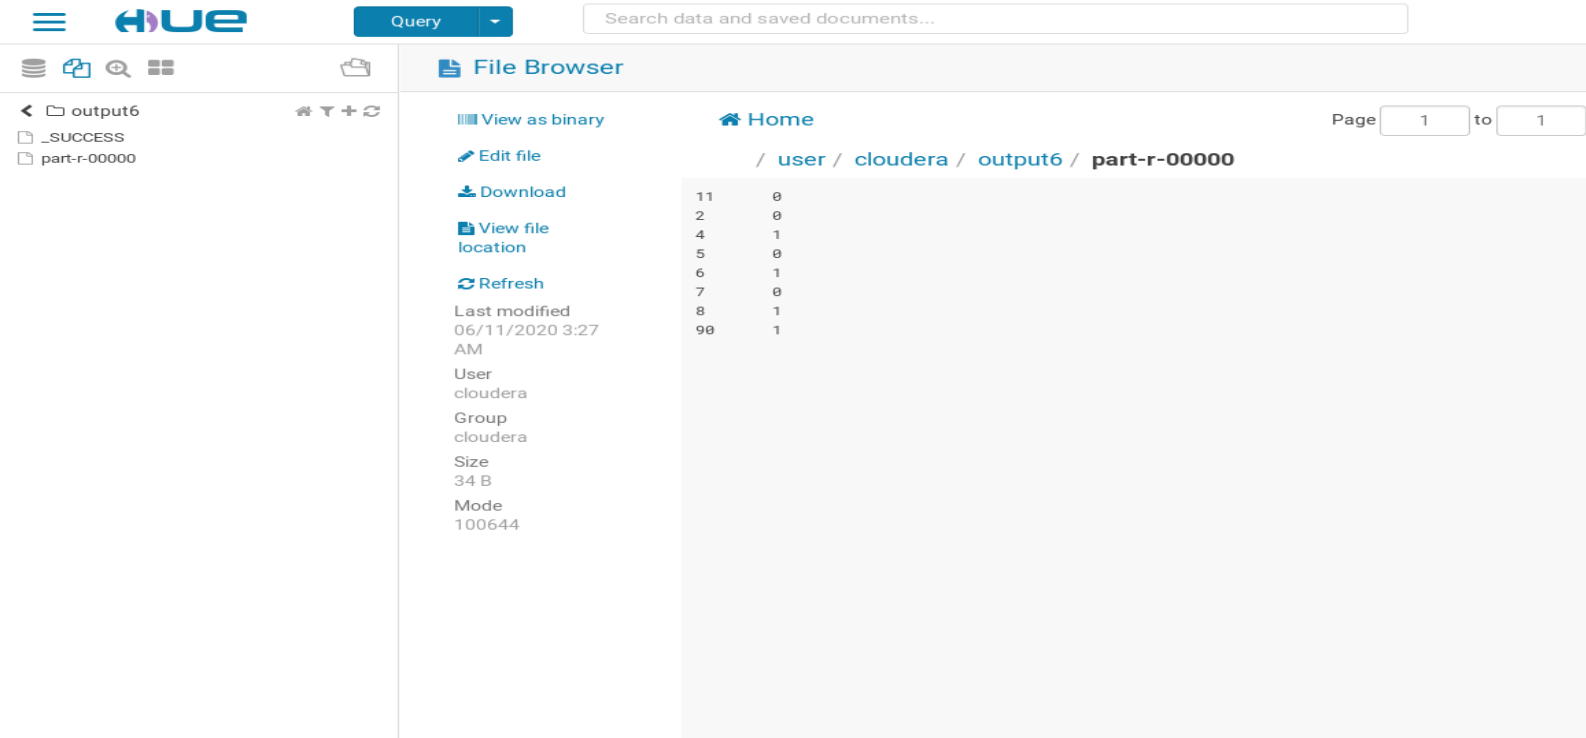 HUE
Query
Search data and saved documents...
File Browser
output6
_SUCCESS
part-r-00000
View as binary
Edit file
Download
View file
location
Refresh
Last modified
06/11/2020 3:27
AM
User
cloudera
Group
cloudera
Size
34 B
Mode
100644
Home
Page 1 to 1
/ user / cloudera / output6 / part-r-00000
11 0
2 0
4 1
5 0
6 1
7 0
8 1
90 1